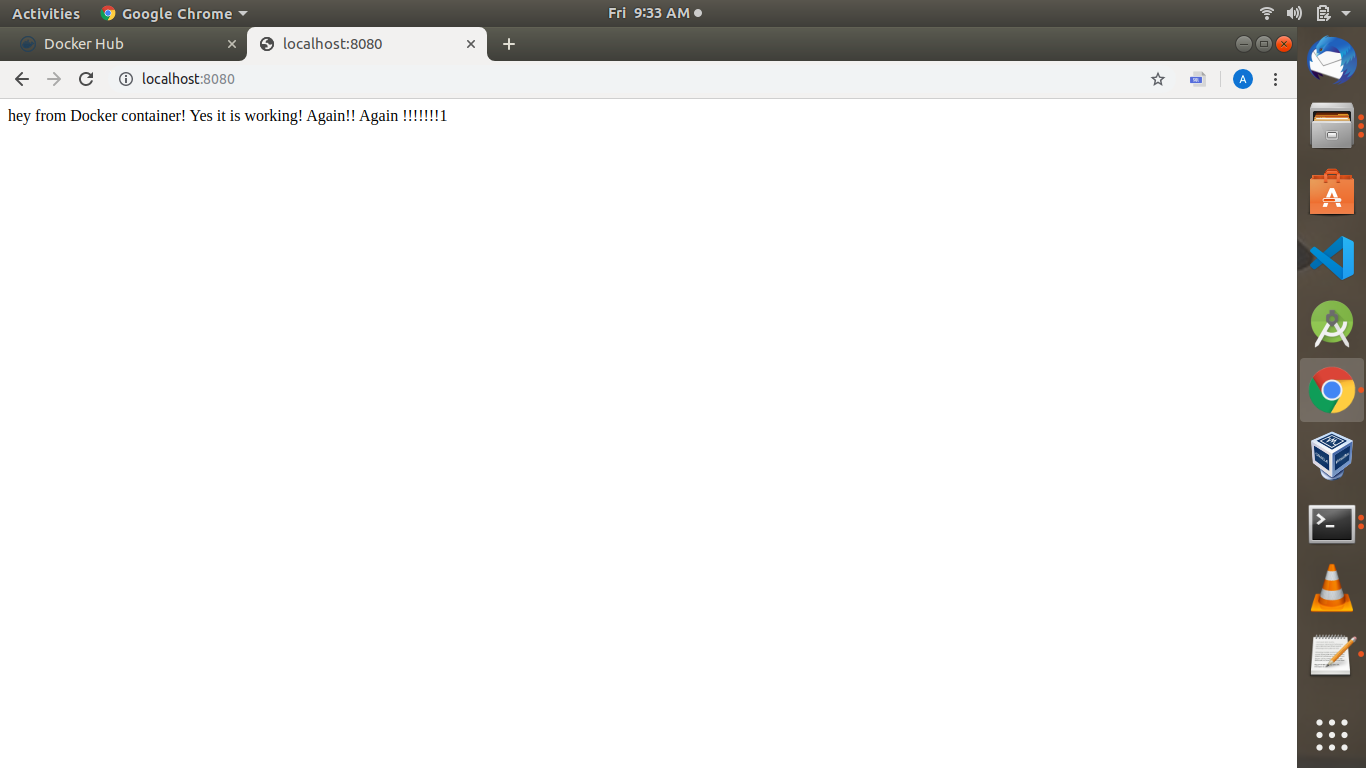 Activities Google Chrome Fri 9:33 AM
Docker Hub localhost:8080
localhost:8080 A
hey from Docker container! Yes it is working! Again!! Again !!!!!!!1